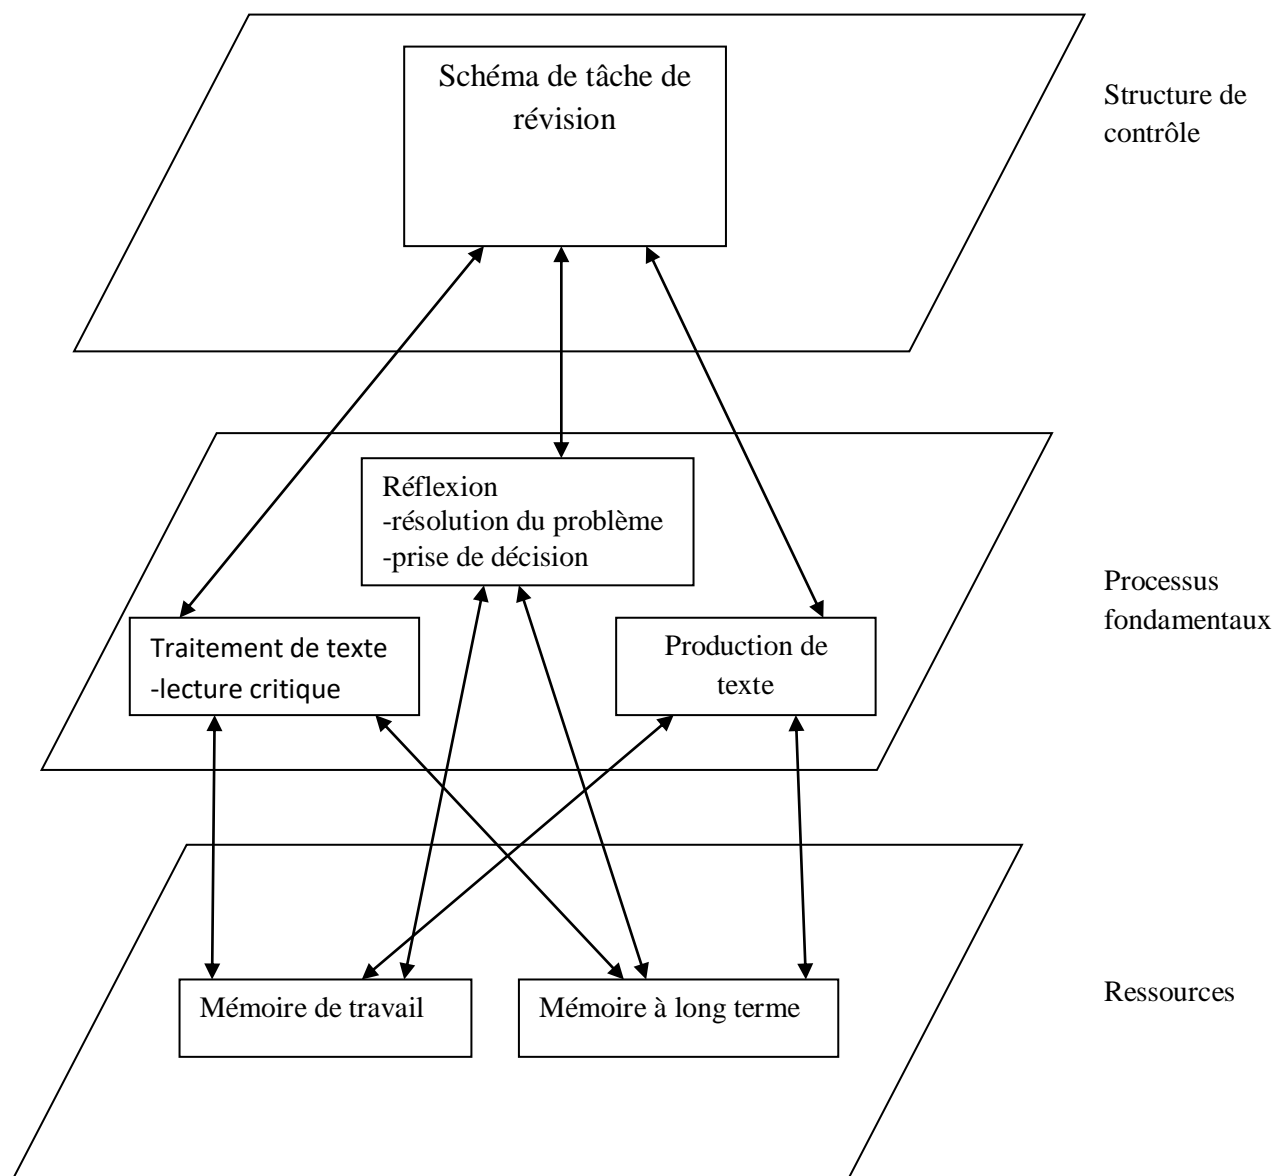 Schéma de tâche de
révision
Structure de
contrôle
Réflexion
-résolution du problème
-prise de décision
Processus
fondamentaux
Traitement de texte
-lecture critique
Production de
texte
Mémoire de travail
Mémoire à long terme
Ressources